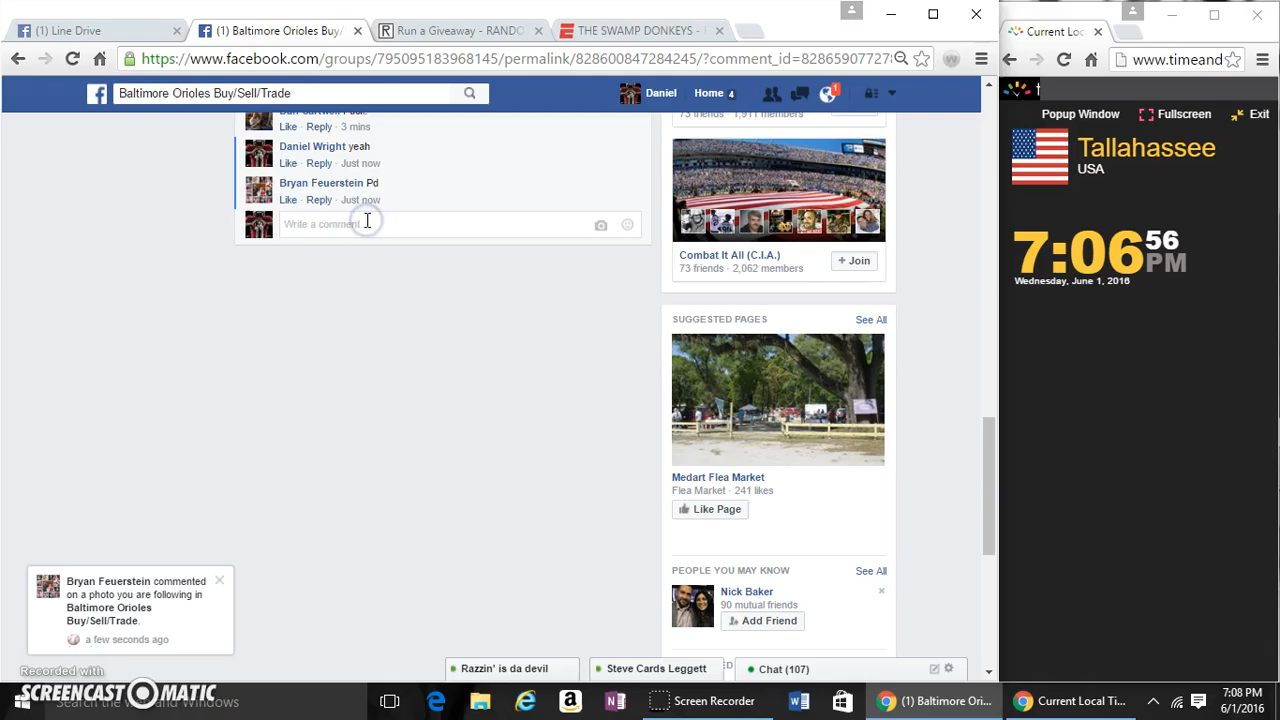 (1) Line Drive
(1) Baltimore Orioles Buy/
Run a Giveaway - RANDO
THE SWAMP DONKEYS -
Current Loc
https://www.facebook.com/groups/795095183968145/permalink/828600847284245/?comment_id=82865907727
www.timeand
Baltimore Orioles Buy/Sell/Trade
Daniel
Home 4
1
Popup Window
Fullscreen
Exit
Tallahassee
USA
7:06 56
PM
Wednesday, June 1, 2016
Like · Reply · 3 mins
Daniel Wright yeah
Like · Reply · Just now
Bryan Feuerstein Pd
Like · Reply · Just now
Write a comment...
73 friends · 1,911 members
Combat It All (C.I.A.)
73 friends · 2,062 members
+ Join
SUGGESTED PAGES
See All
Medart Flea Market
Flea Market · 241 likes
Like Page
PEOPLE YOU MAY KNOW
See All
Nick Baker
90 mutual friends
Add Friend
Bryan Feuerstein commented
on a photo you are following in
Baltimore Orioles
Buy/Sell/Trade.
a few seconds ago
Razzin' is da devil
Steve Cards Leggett
Chat (107)
Recorded with
SCREENCAST MATIC
Search the web and Windows
Screen Recorder
(1) Baltimore Ori...
Current Local Ti...
7:08 PM
6/1/2016